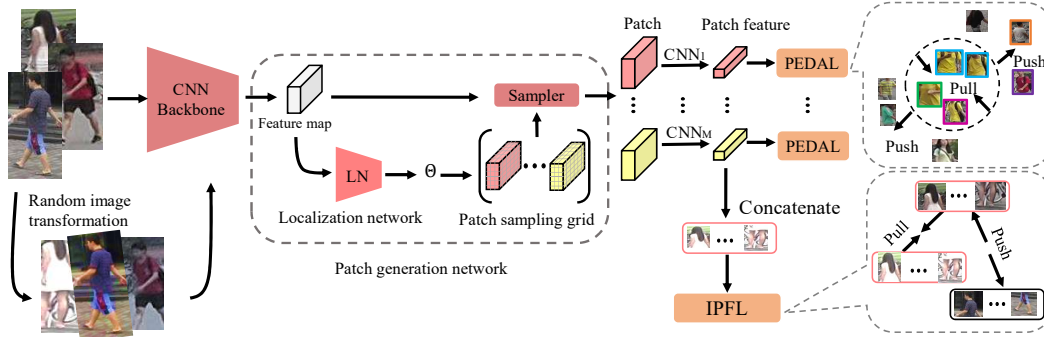 CNN
Backbone
Random image
transformation
Feature map
LN
Θ
Localization network
Sampler
Patch sampling grid
Patch generation network
Patch
Patch feature
CNN1
PEDAL
CNNM
PEDAL
Concatenate
IPFL
Push
Pull
Push
Pull
Push